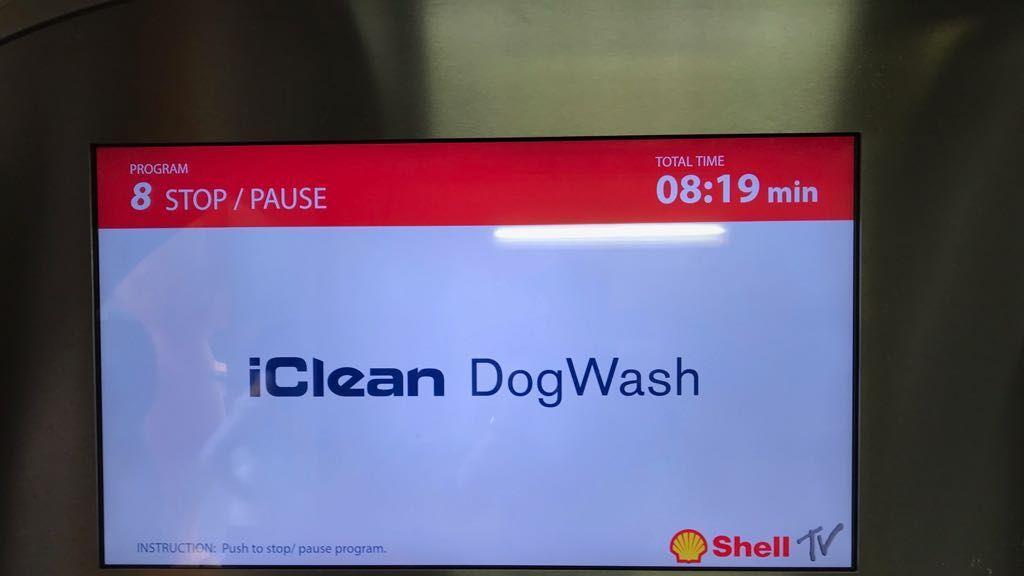 PROGRAM
8 STOP / PAUSE
TOTAL TIME
08:19 min
iClean DogWash
INSTRUCTION: Push to stop/ pause program.
Shell TV